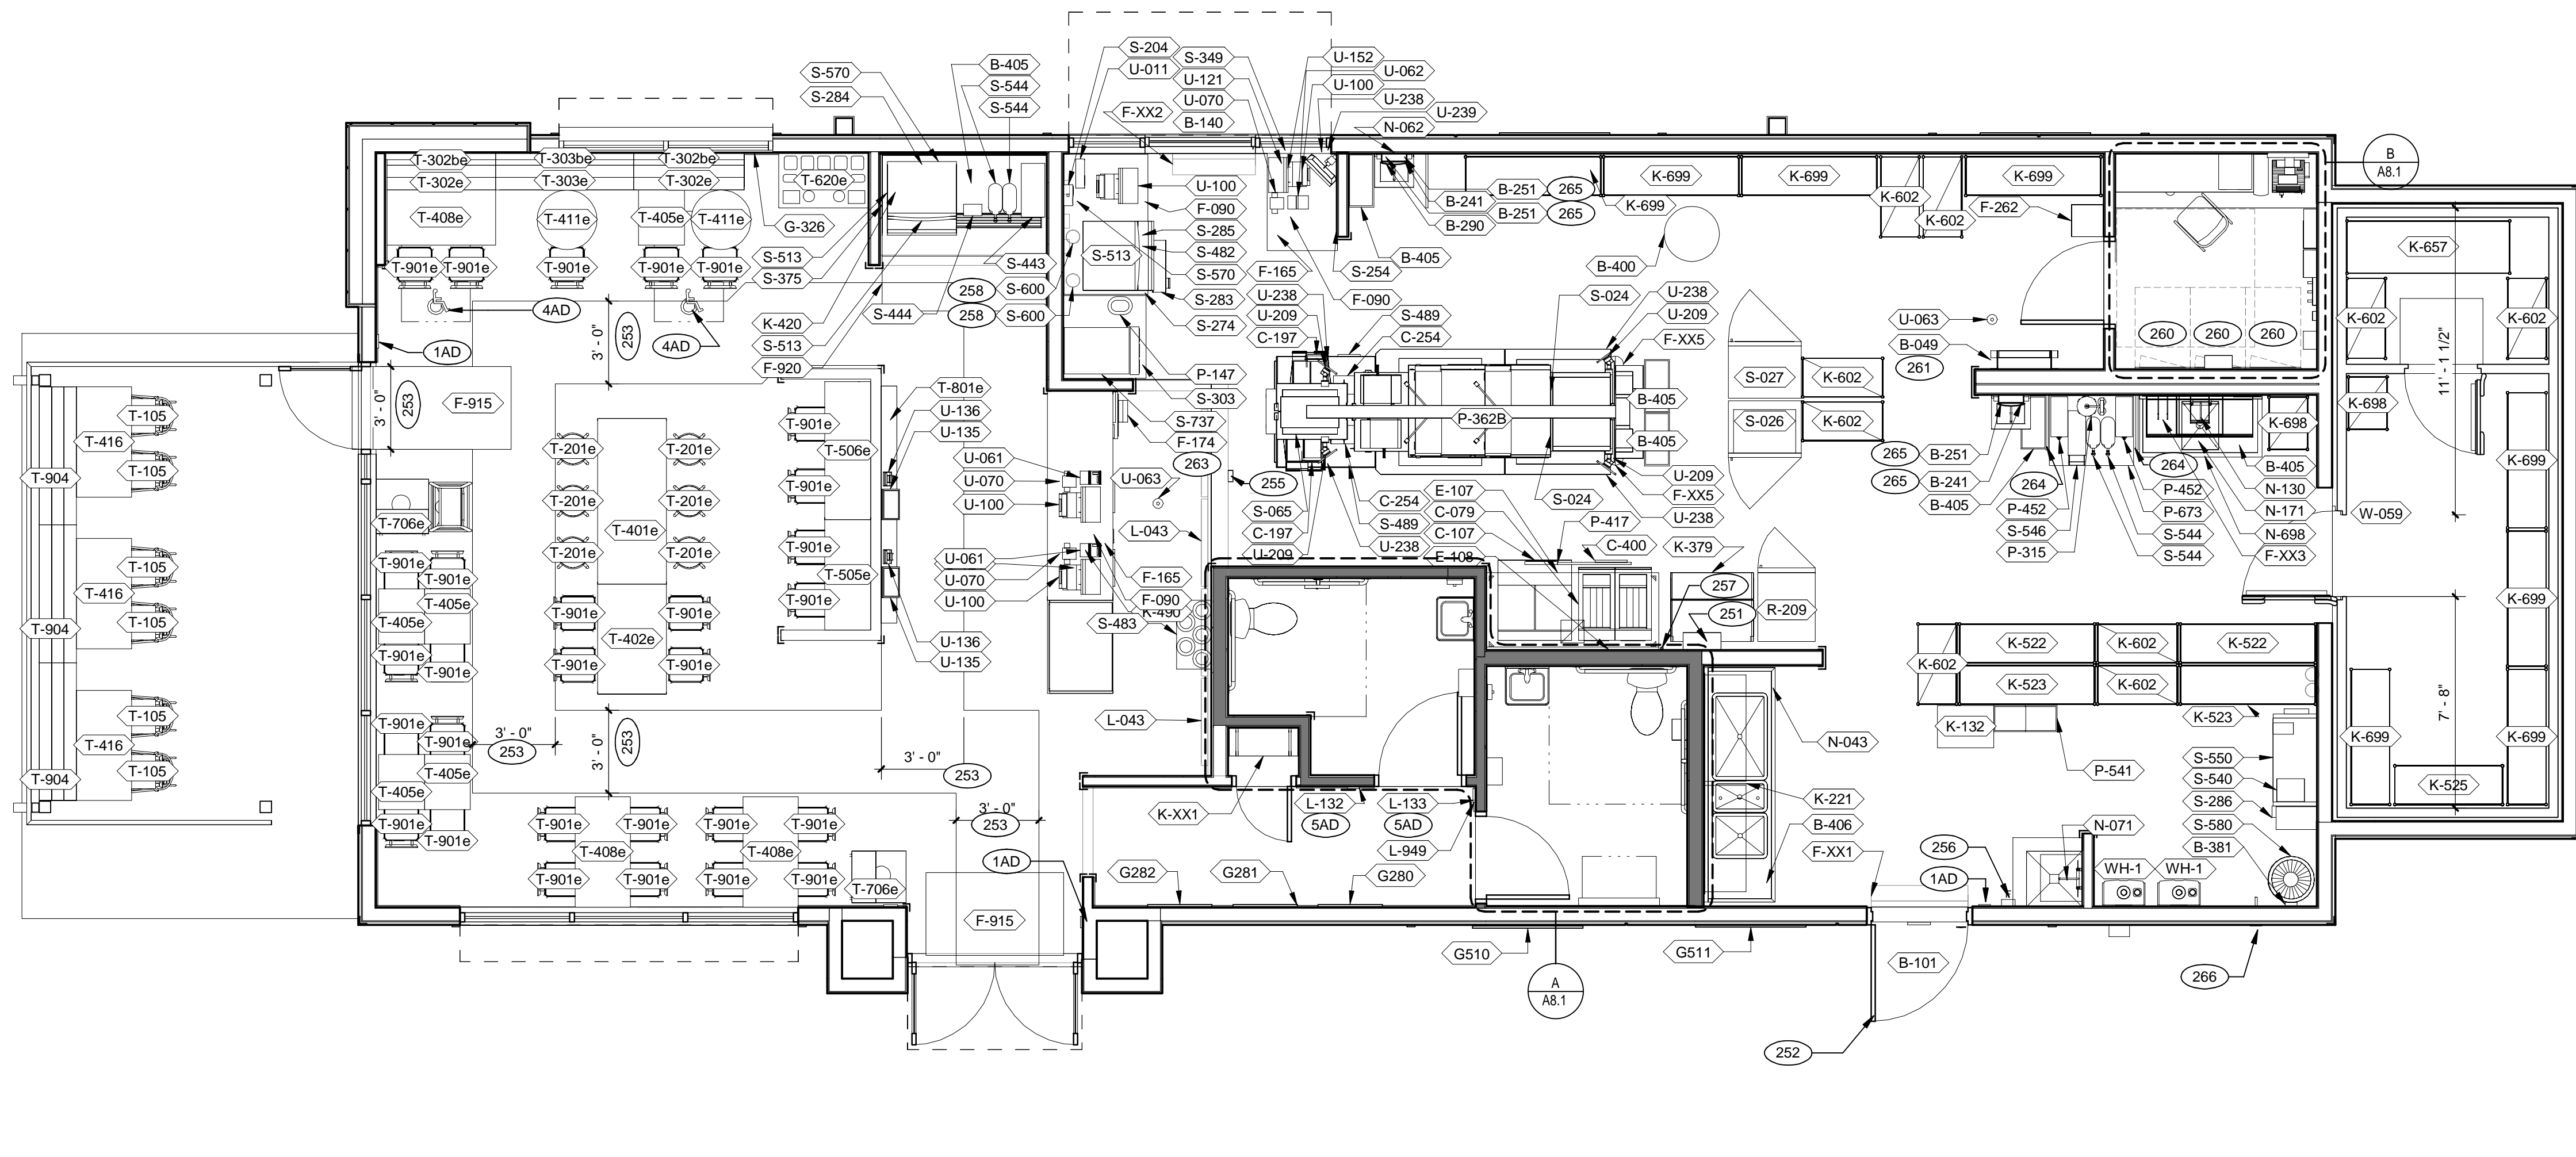 S-204
U-011
S-349
U-121
U-070
B-140
F-XX2
U-152
U-062
U-100
U-238
U-239
N-062
S-570
S-284
B-405
S-544
S-544
B
A8.1
T-302be
T-303be
T-302be
T-302e
T-303e
T-302e
T-620e
T-408e
T-411e
T-405e
T-411e
G-326
T-901e
T-901e
T-901e
T-901e
T-901e
4AD
4AD
1AD
3' - 0"
253
3' - 0"
253
F-915
S-513
S-375
K-420
S-513
F-920
S-444
S-443
258
S-600
258
S-600
U-100
F-090
S-285
S-482
S-513
S-570
S-283
S-274
P-147
S-303
S-737
F-174
263
U-063
255
F-165
U-238
U-209
C-197
S-254
F-090
S-489
C-254
B-405
B-290
B-241
B-251
265
B-251
265
K-699
K-699
K-699
K-602
K-602
K-699
B-400
S-024
U-238
U-209
F-XX5
P-362B
B-405
B-405
U-209
F-XX5
U-238
S-024
S-065
C-197
U-209
C-254
S-489
U-238
E-107
C-079
C-107
E-108
P-417
C-400
K-379
257
251
R-209
S-027
K-602
S-026
K-602
F-262
U-063
B-049
261
260
260
260
K-657
K-602
K-602
11' - 1 1/2"
K-698
K-698
K-699
K-699
K-699
K-699
K-525
7' - 8"
W-059
265
B-251
265
B-241
B-405
264
P-452
S-546
P-315
264
B-405
P-452
N-130
P-673
N-171
S-544
N-698
S-544
F-XX3
T-801e
U-136
U-135
T-901e
T-506e
T-901e
T-901e
T-505e
T-901e
U-136
U-135
T-904
T-904
T-904
T-416
T-416
T-416
T-105
T-105
T-105
T-105
T-105
T-105
T-201e
T-201e
T-201e
T-201e
T-201e
T-201e
T-401e
T-901e
T-901e
T-402e
T-901e
T-901e
T-706e
T-901e
T-901e
T-405e
T-405e
T-901e
T-901e
T-901e
T-901e
T-405e
T-405e
T-901e
T-901e
3' - 0"
253
3' - 0"
253
3' - 0"
253
3' - 0"
253
U-061
U-070
U-100
U-061
U-070
U-100
L-043
F-165
F-090
K-490
S-483
L-043
T-901e
T-901e
T-901e
T-901e
T-408e
T-408e
T-901e
T-901e
T-901e
T-901e
T-706e
F-915
1AD
K-XX1
L-132
5AD
L-133
5AD
L-949
G282
G281
G280
N-043
K-221
B-406
F-XX1
G510
G511
A
A8.1
B-101
252
K-602
K-522
K-602
K-522
K-523
K-602
K-523
K-132
P-541
S-550
S-540
S-286
S-580
B-381
N-071
256
1AD
WH-1
WH-1
266